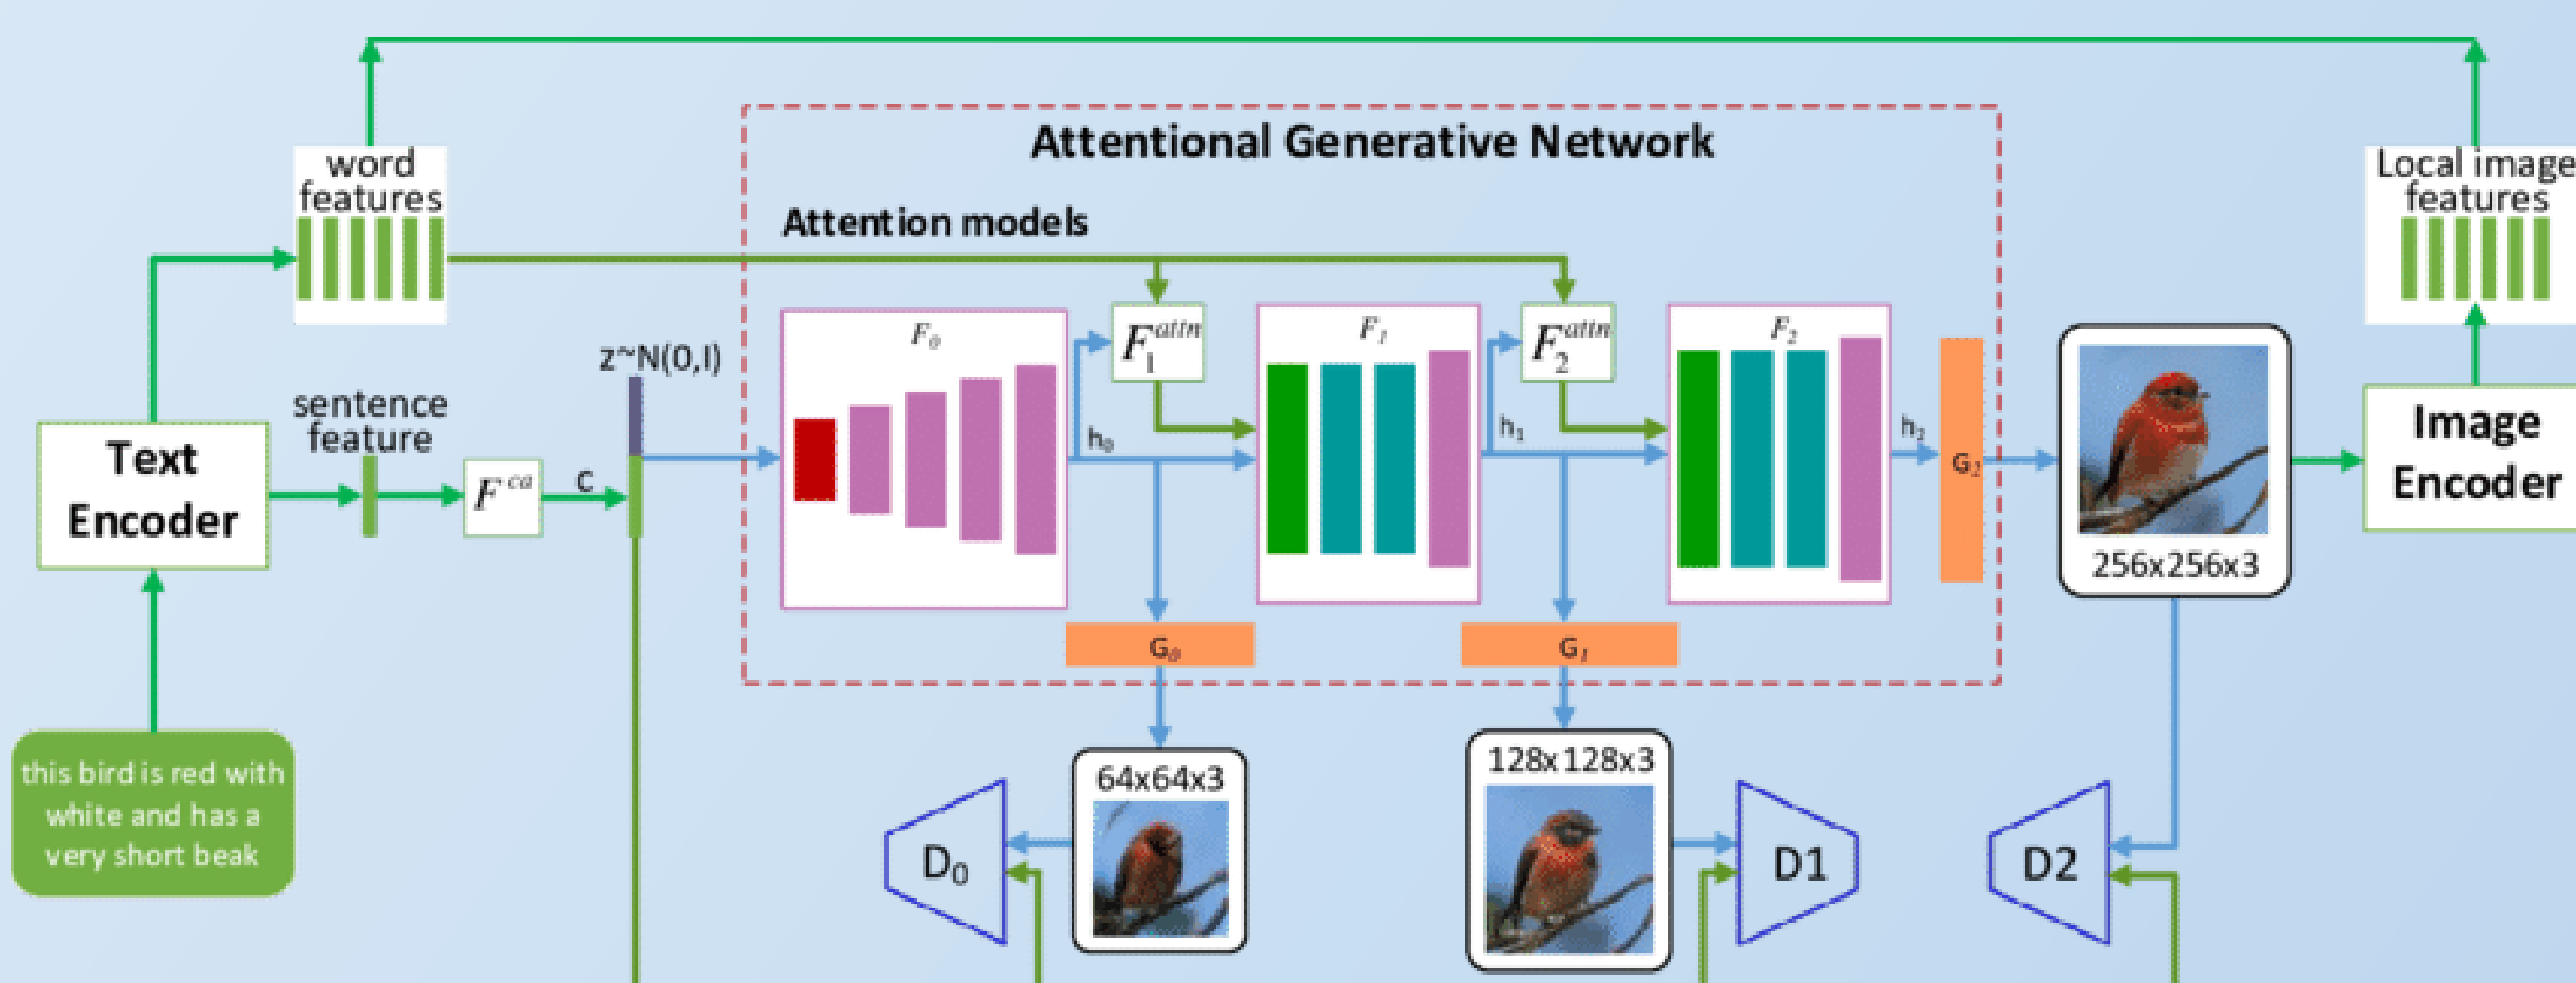 Attentional Generative Network
word
features
Local image
features
Attention models
F₀
F₁ᵃᵗᵗⁿ
F₁
F₂ᵃᵗᵗⁿ
F₂
z~N(0,I)
sentence
feature
Text
Encoder
Fᶜᵃ
c
h₀
h₁
h₂
G₂
Image
Encoder
256x256x3
G₀
G₁
this bird is red with
white and has a
very short beak
64x64x3
128x128x3
D₀
D1
D2